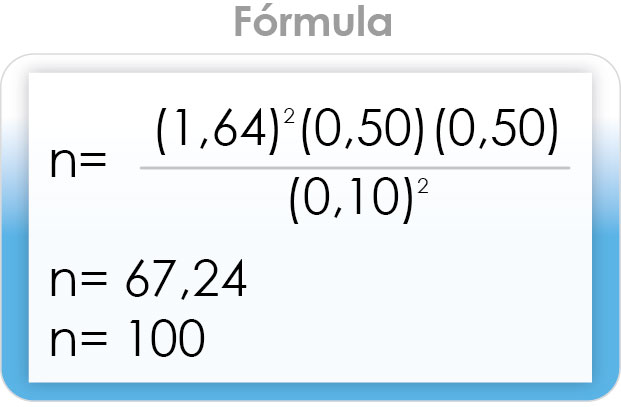 Fórmula
n= (1,64)²(0,50)(0,50)
(0,10)²
n= 67,24
n= 100